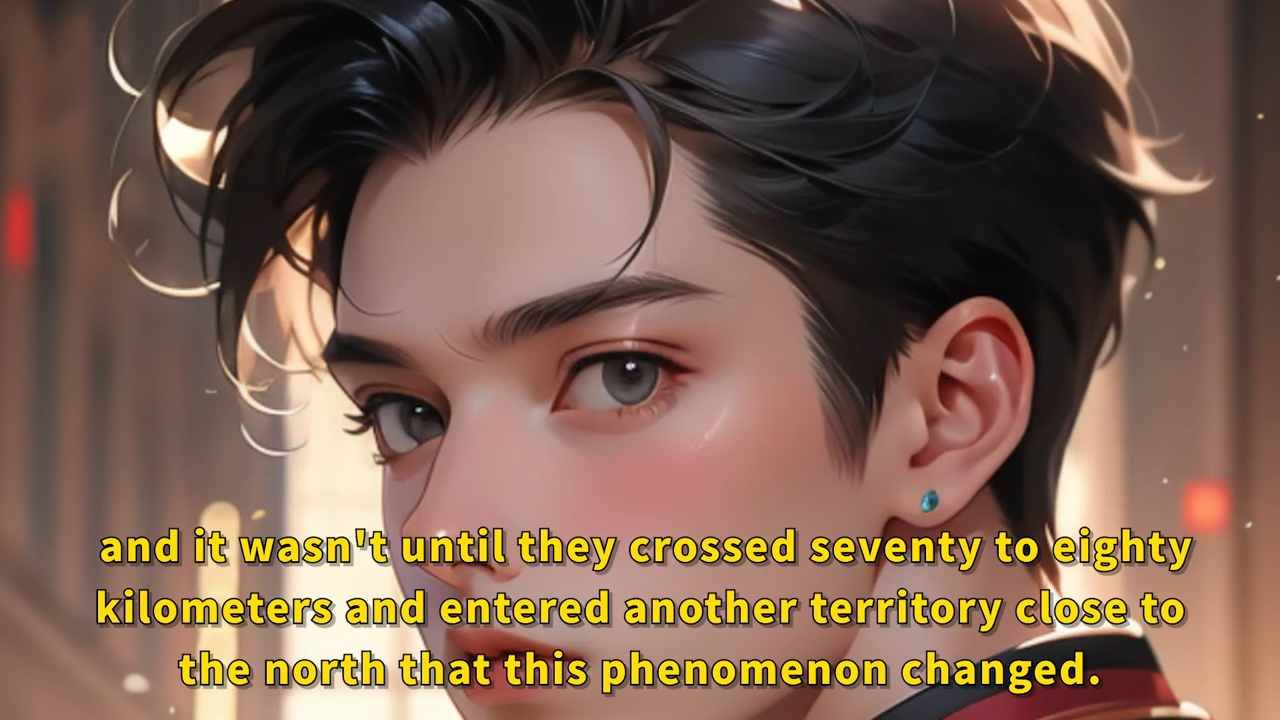 and it wasn't until they crossed seventy to eighty
kilometers and entered another territory close to
the north that this phenomenon changed.